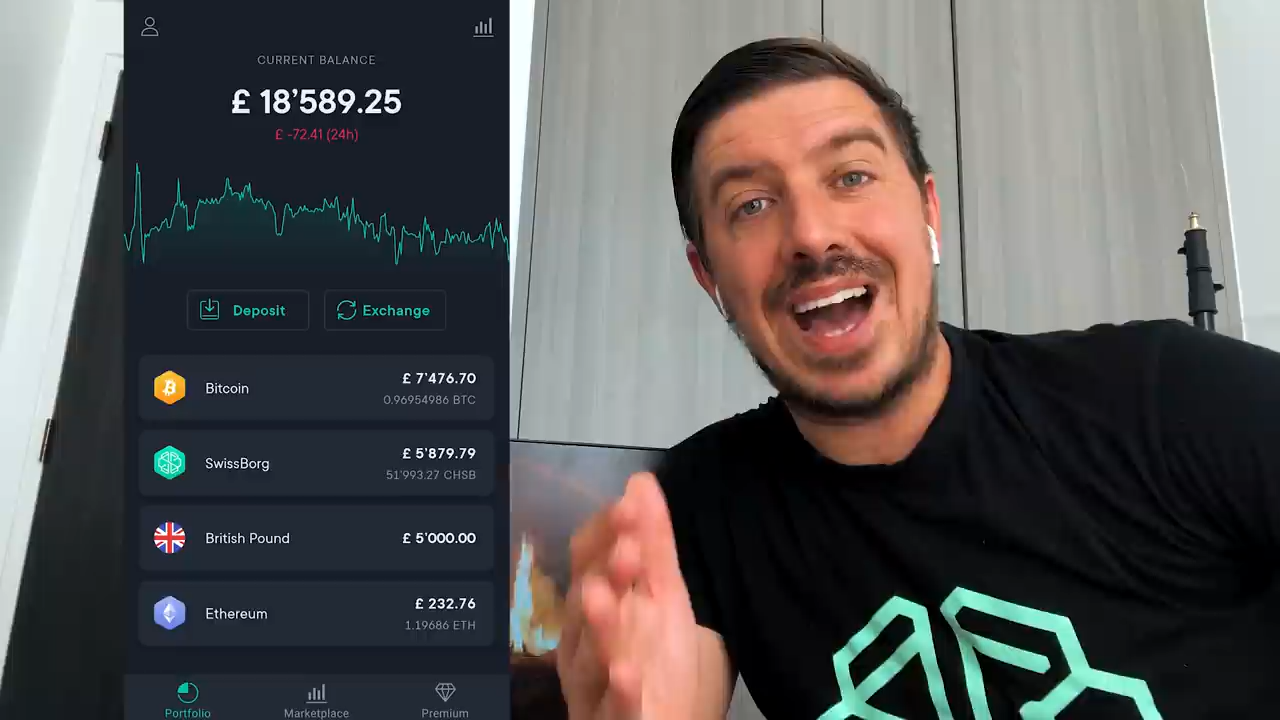 CURRENT BALANCE
£ 18’589.25
£ -72.41 (24h)
Deposit
Exchange
Bitcoin
£ 7’476.70
0.96954986 BTC
SwissBorg
£ 5’879.79
51’993.27 CHSB
British Pound
£ 5’000.00
Ethereum
£ 232.76
1.19686 ETH
Portfolio
Marketplace
Premium